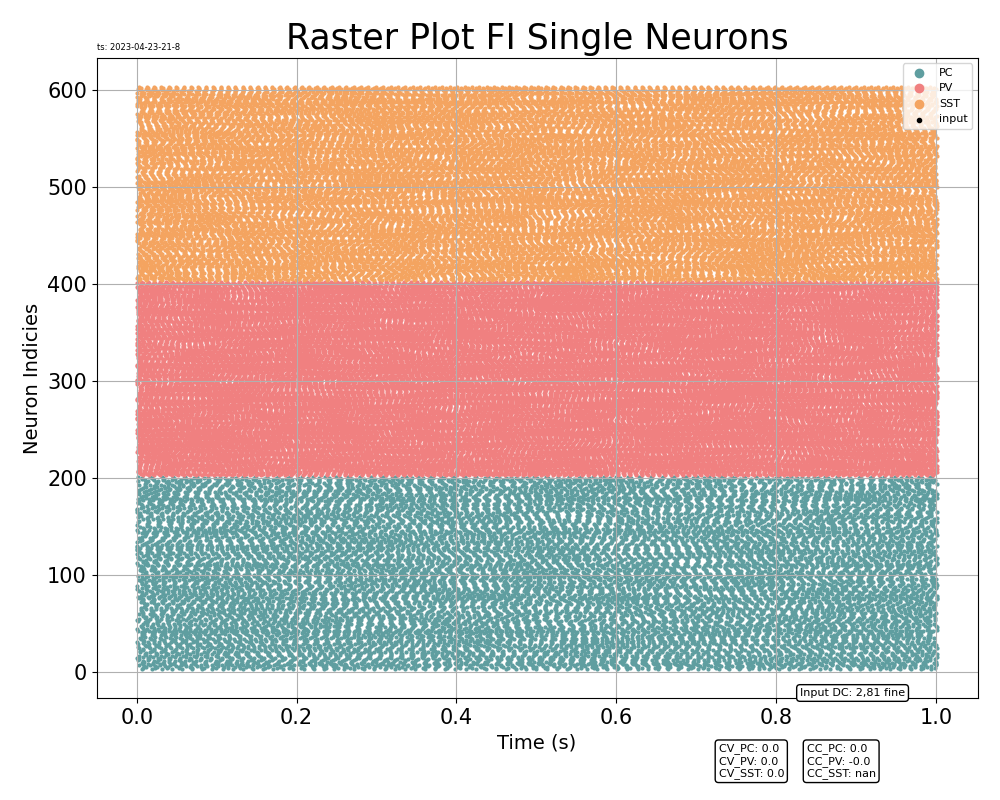 Raster Plot FI Single Neurons
ts: 2023-04-23-21-8
PC
PV
SST
input
600
500
400
300
200
100
0
Neuron Indicies
0.0 0.2 0.4 0.6 0.8 1.0
Time (s)
Input DC: 2,81 fine
CV_PC: 0.0
CV_PV: 0.0
CV_SST: 0.0
CC_PC: 0.0
CC_PV: -0.0
CC_SST: nan